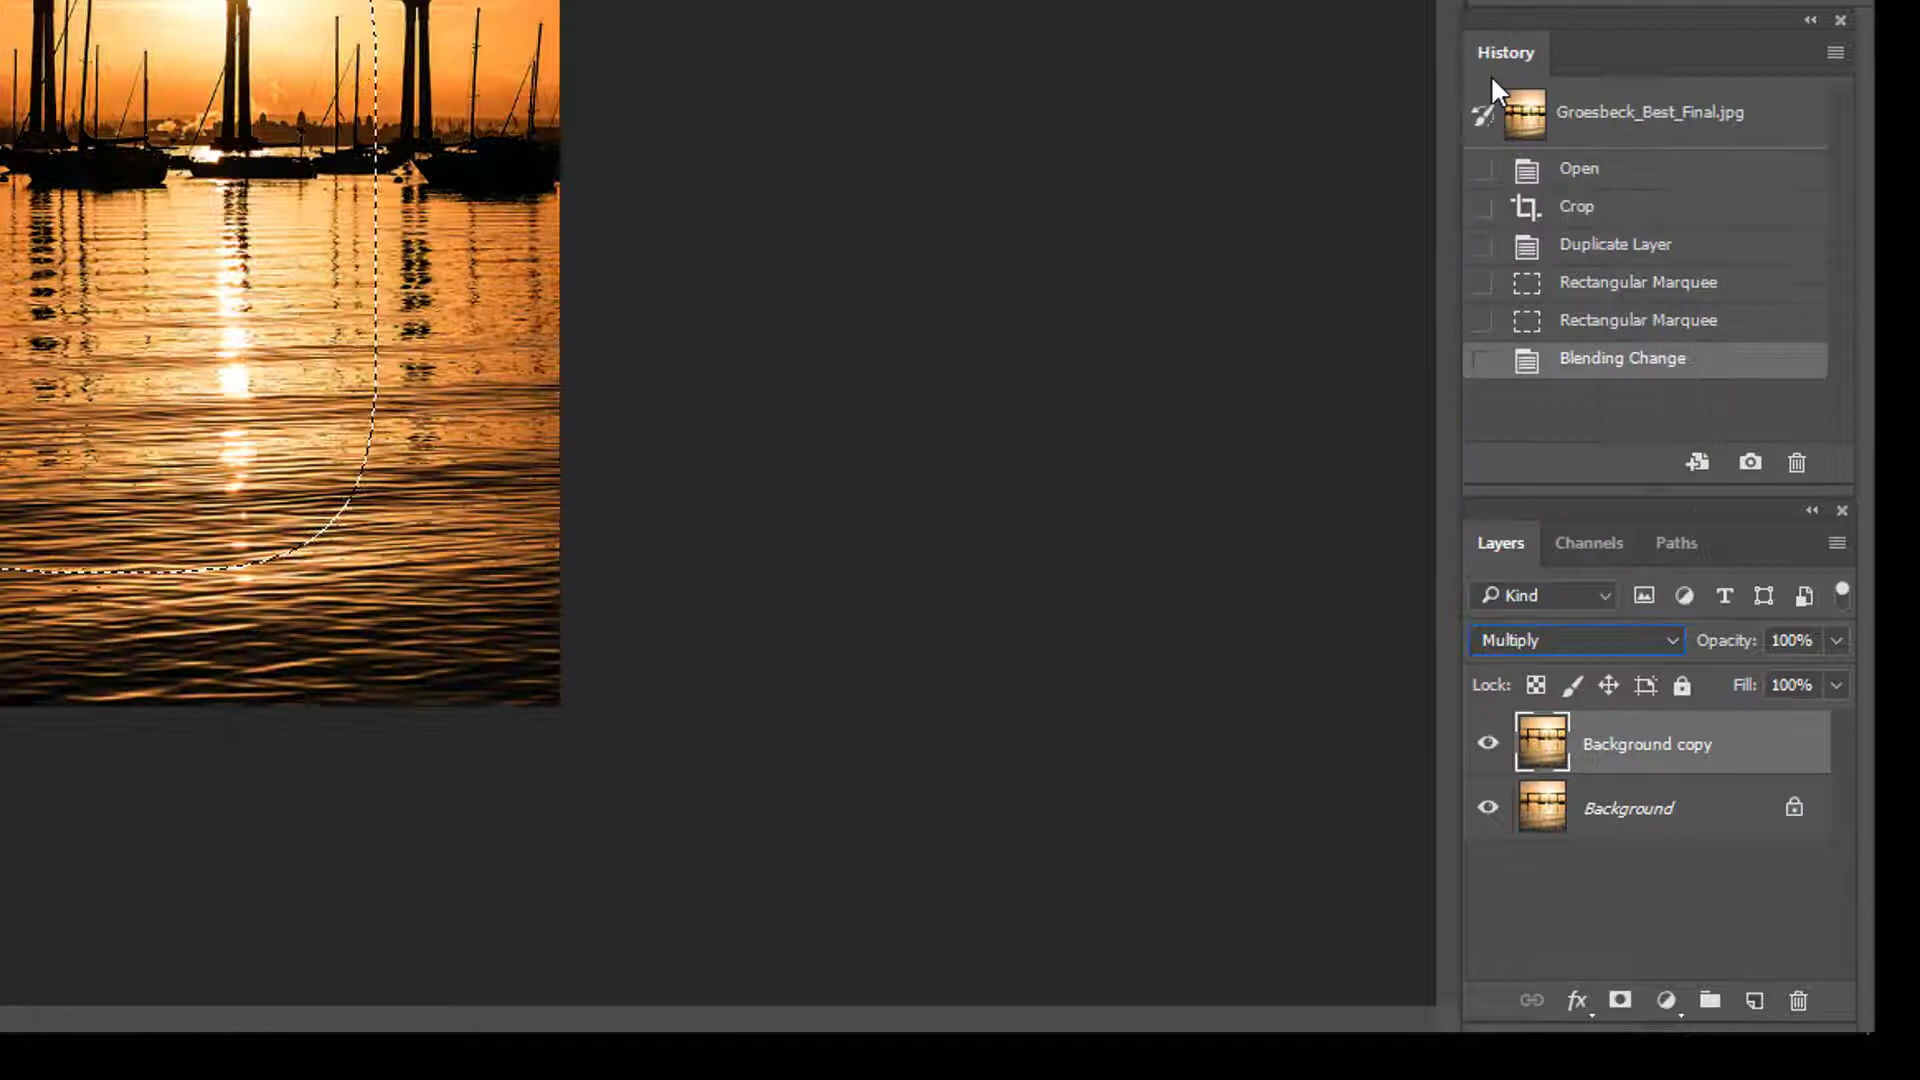 History
Groesbeck_Best_Final.jpg
Open
Crop
Duplicate Layer
Rectangular Marquee
Rectangular Marquee
Blending Change
Layers Channels Paths
Kind
Multiply Opacity: 100%
Lock: Fill: 100%
Background copy
Background
fx